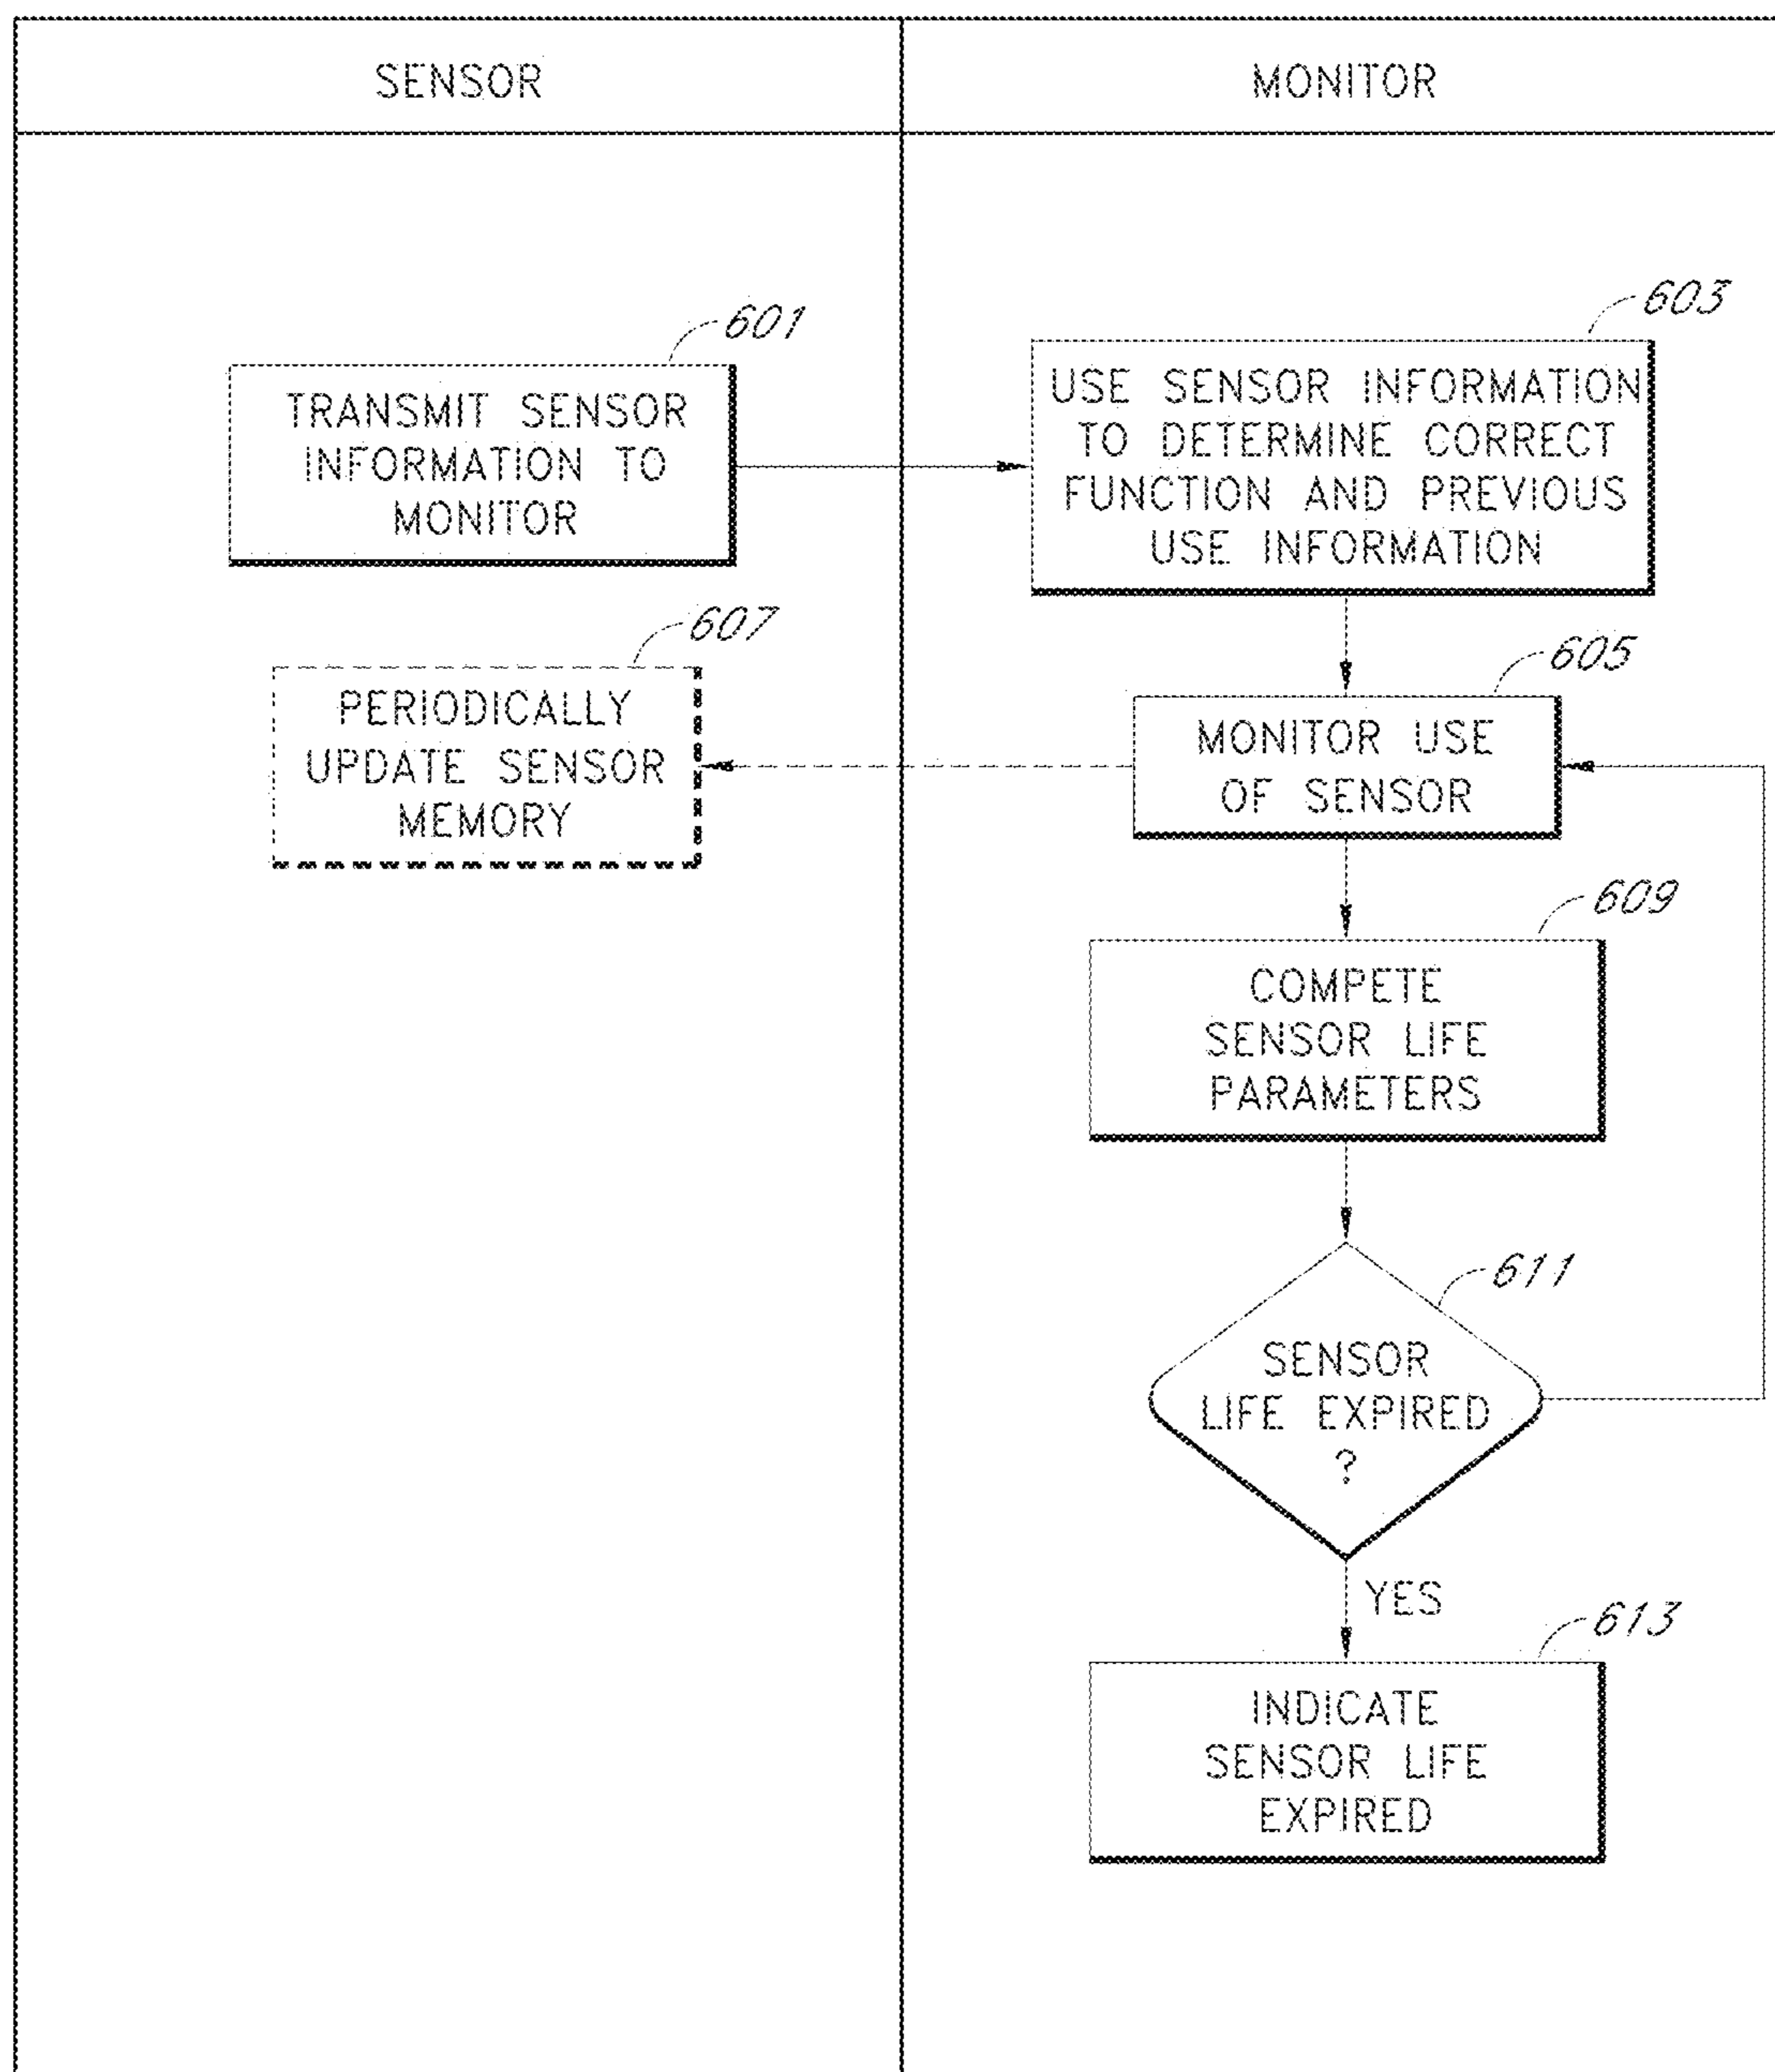 SENSOR
MONITOR
601
TRANSMIT SENSOR
INFORMATION TO
MONITOR
603
USE SENSOR INFORMATION
TO DETERMINE CORRECT
FUNCTION AND PREVIOUS
USE INFORMATION
607
PERIODICALLY
UPDATE SENSOR
MEMORY
605
MONITOR USE
OF SENSOR
609
COMPETE
SENSOR LIFE
PARAMETERS
611
SENSOR
LIFE EXPIRED
?
YES
613
INDICATE
SENSOR LIFE
EXPIRED